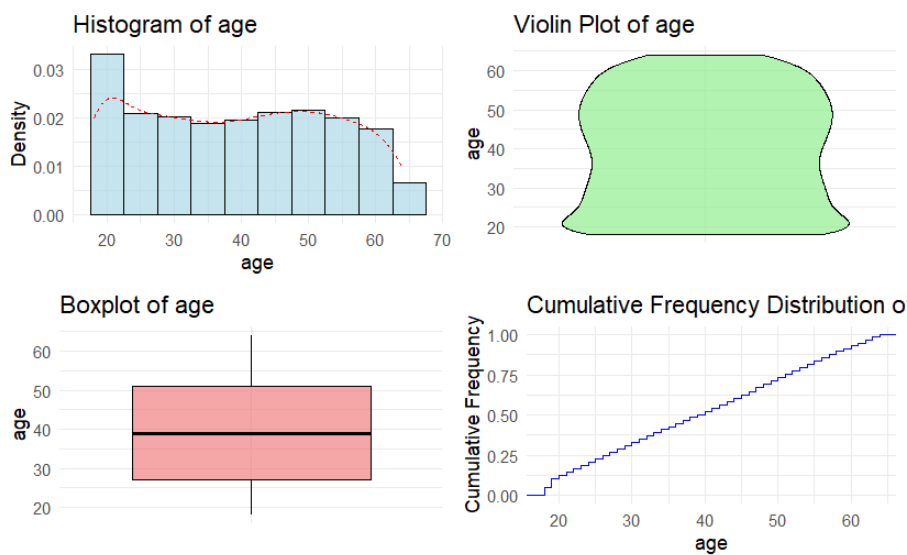 Histogram of age
Density
0.03
0.02
0.01
0.00
20 30 40 50 60 70
age
Violin Plot of age
age
60
50
40
30
20
Boxplot of age
age
60
50
40
30
20
Cumulative Frequency Distribution o
Cumulative Frequency
1.00
0.75
0.50
0.25
0.00
20 30 40 50 60
age